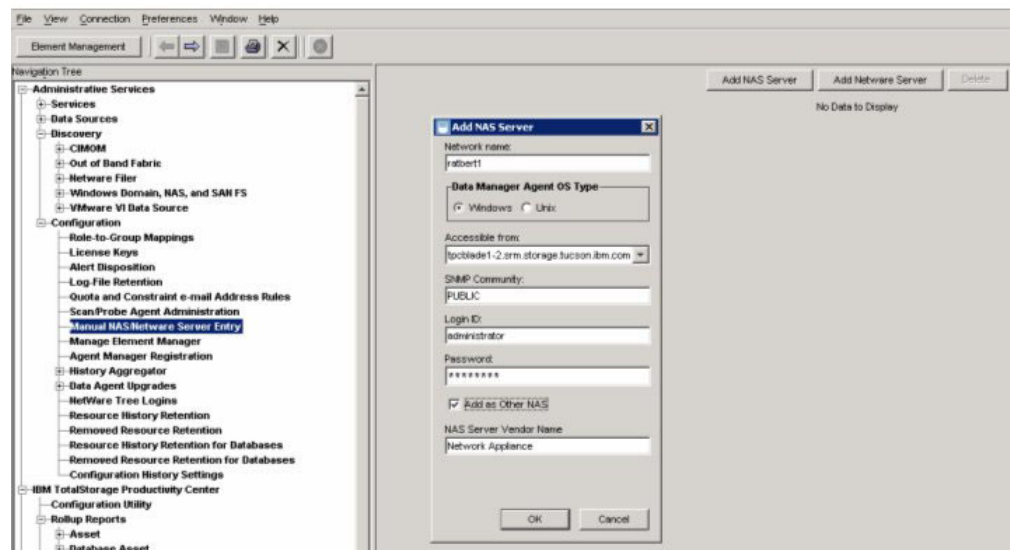 File View Connection Preferences Window Help
Element Management
Navigation Tree
Administrative Services
Services
Data Sources
Discovery
CIMOM
Out of Band Fabric
Netware Filer
Windows Domain, NAS, and SAN FS
VMware VI Data Source
Configuration
Role-to-Group Mappings
License Keys
Alert Disposition
Log-File Retention
Quota and Constraint e-mail Address Rules
Scan/Probe Agent Administration
Manual NAS/Netware Server Entry
Manage Element Manager
Agent Manager Registration
History Aggregator
Data Agent Upgrades
NetWare Tree Logins
Resource History Retention
Removed Resource Retention
Resource History Retention for Databases
Removed Resource Retention for Databases
Configuration History Settings
IBM TotalStorage Productivity Center
Configuration Utility
Rollup Reports
Asset
Database Asset
Add NAS Server Add Netware Server Delete
No Data to Display
Add NAS Server
Network name:
ratbert1
Data Manager Agent OS Type
Windows Unix
Accessible from:
tpcblade1-2.srm.storage.tucson.ibm.com
SNMP Community:
PUBLIC
Login ID:
administrator
Password:
********
Add as Other NAS
NAS Server Vendor Name
Network Appliance
OK Cancel